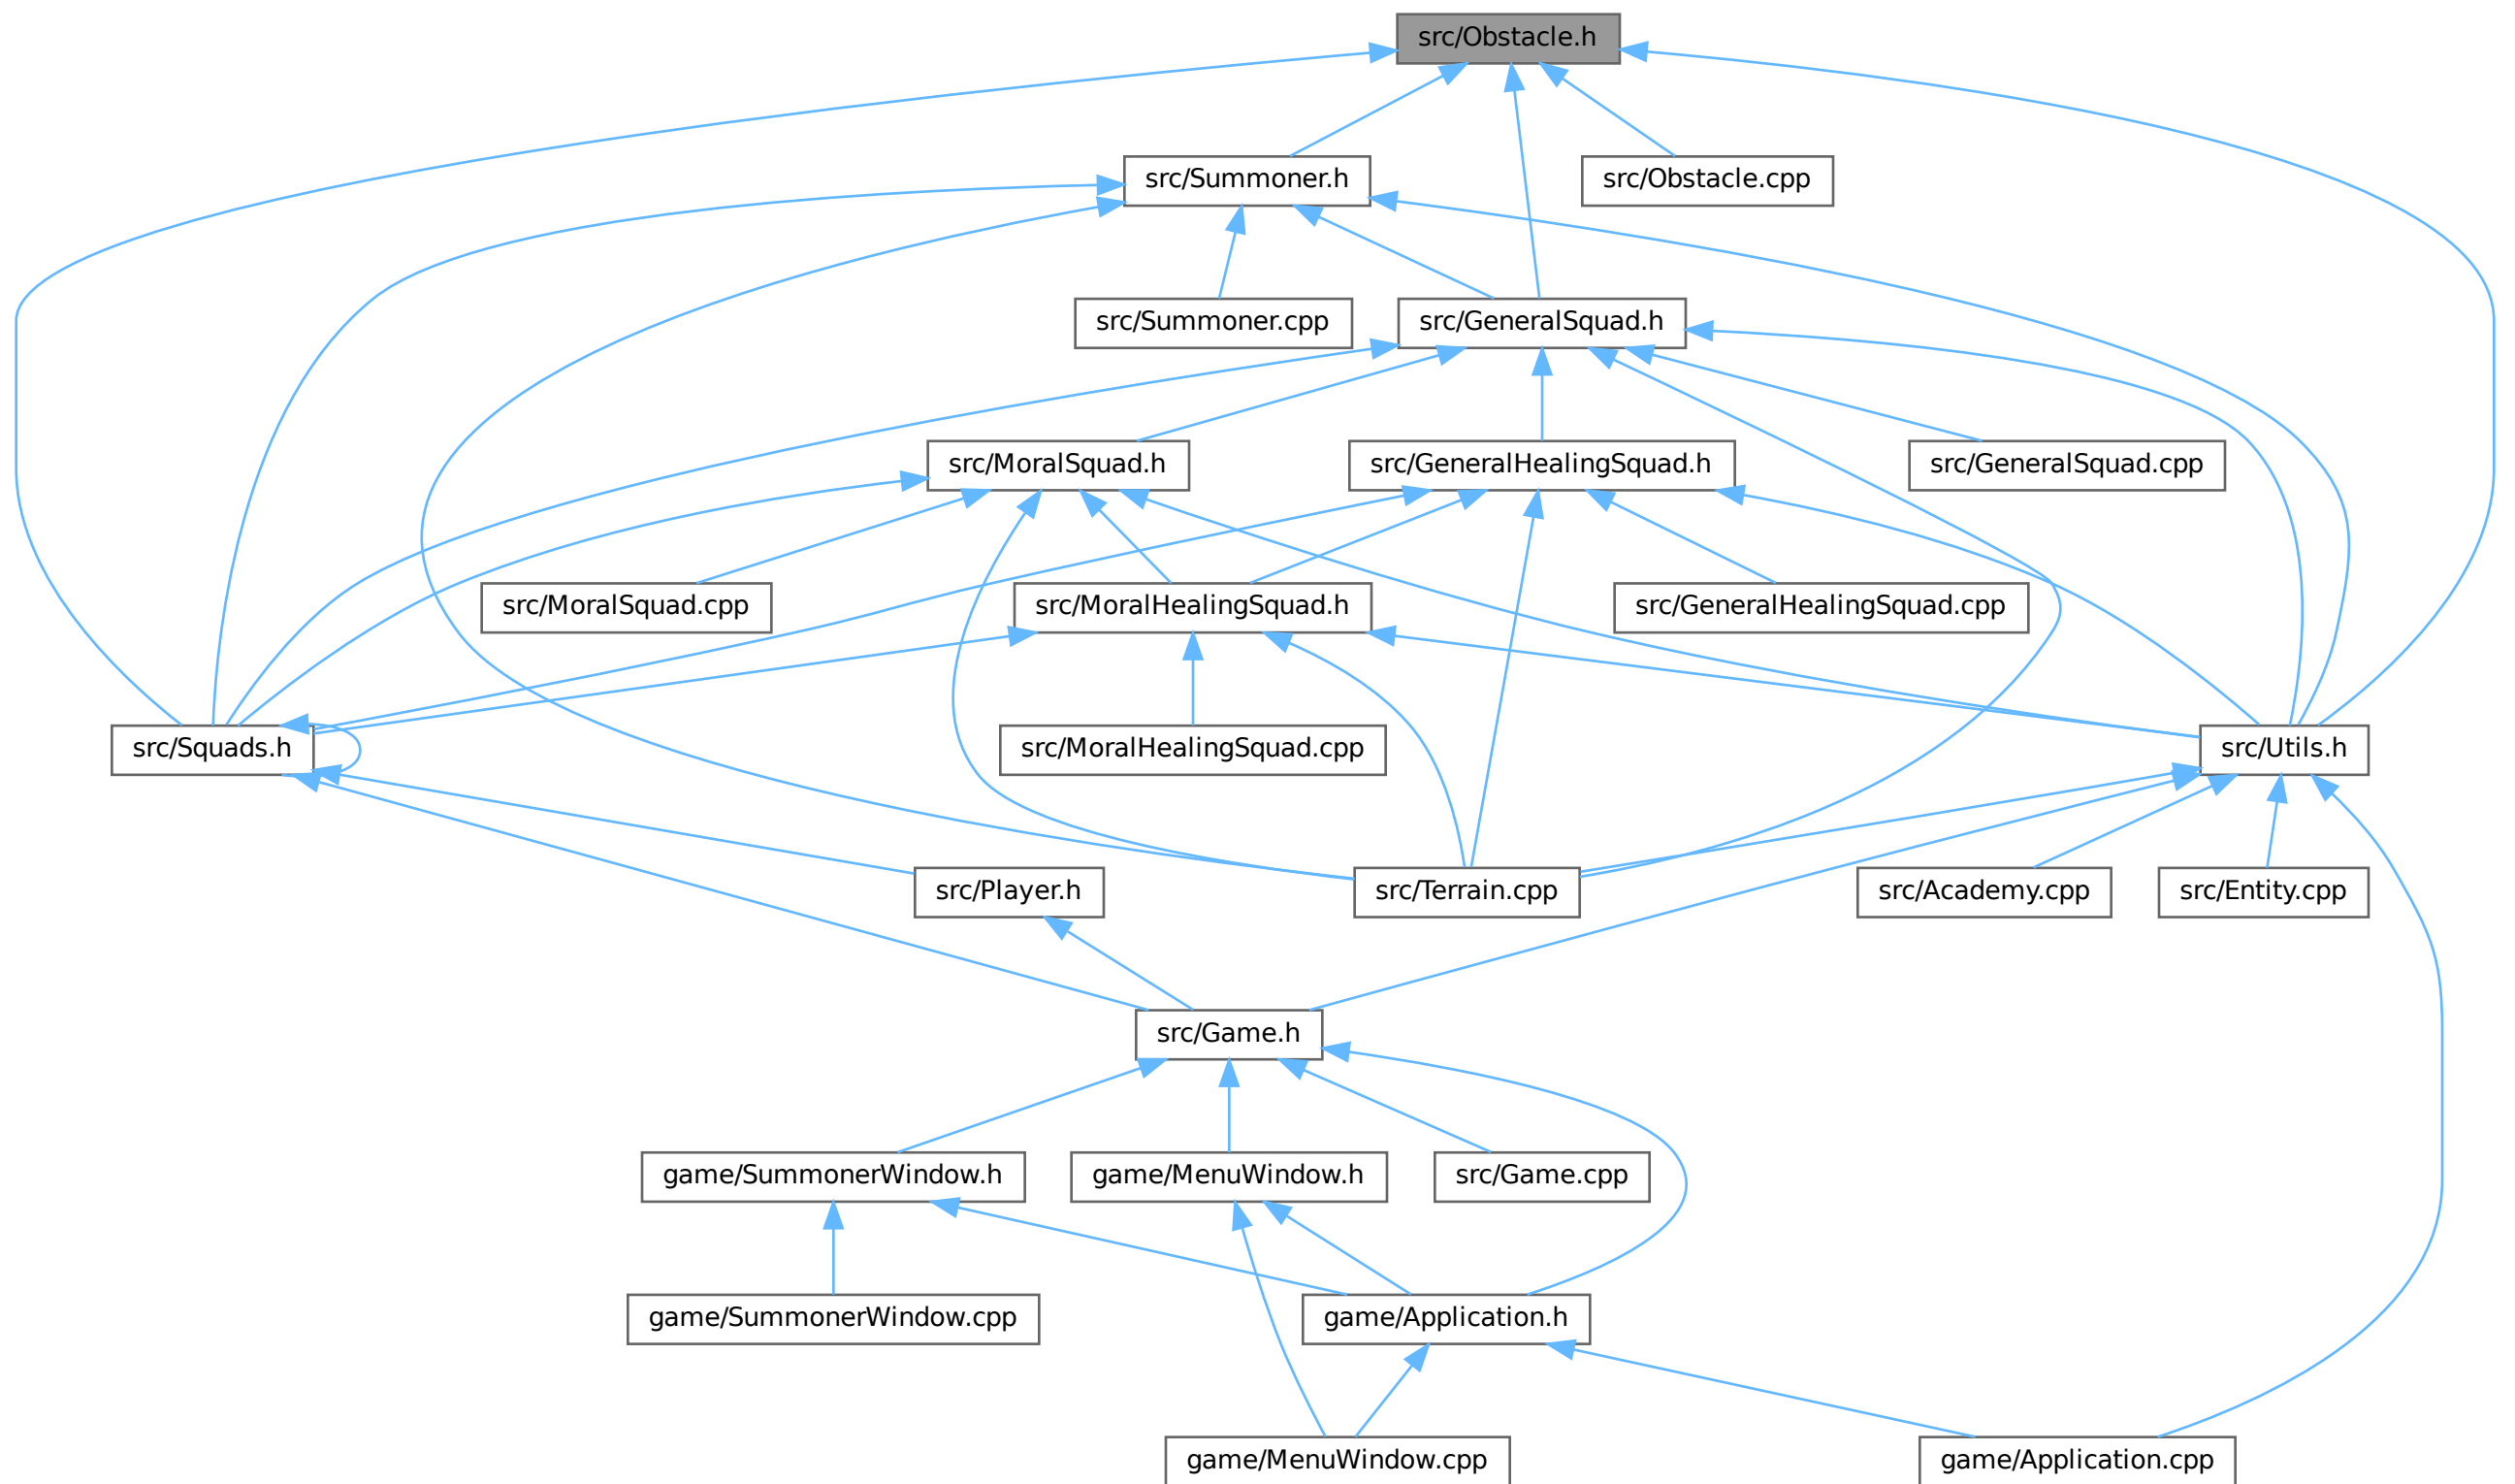 src/Obstacle.h
src/Summoner.h
src/Obstacle.cpp
src/Summoner.cpp
src/GeneralSquad.h
src/MoralSquad.h
src/GeneralHealingSquad.h
src/GeneralSquad.cpp
src/MoralSquad.cpp
src/MoralHealingSquad.h
src/GeneralHealingSquad.cpp
src/Squads.h
src/MoralHealingSquad.cpp
src/Utils.h
src/Player.h
src/Terrain.cpp
src/Academy.cpp
src/Entity.cpp
src/Game.h
game/SummonerWindow.h
game/MenuWindow.h
src/Game.cpp
game/SummonerWindow.cpp
game/Application.h
game/MenuWindow.cpp
game/Application.cpp